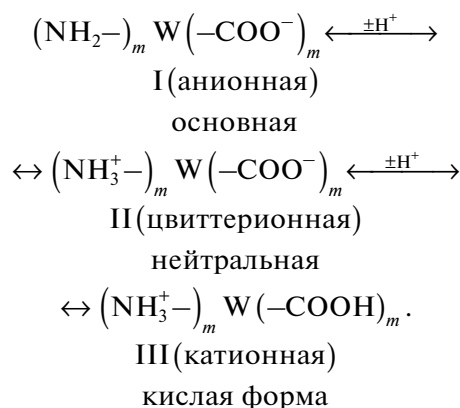 (NH₂–)ₘ W(–COO⁻)ₘ ⟷ ±H⁺
I(анионная)
основная
↔ (NH₃⁺–)ₘ W(–COO⁻)ₘ ⟷ ±H⁺
II(цвиттерионная)
нейтральная
↔ (NH₃⁺–)ₘ W(–COOH)ₘ.
III(катионная)
кислая форма